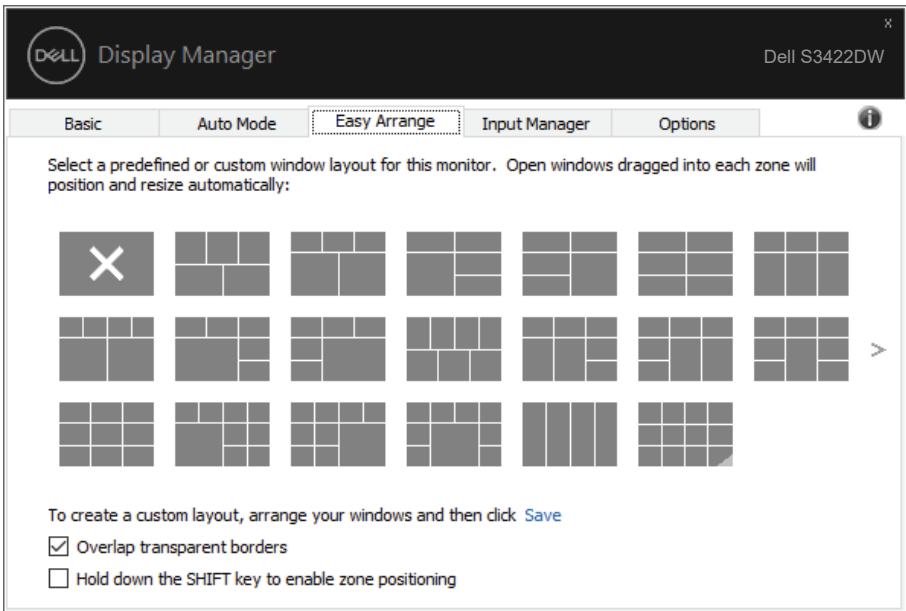 X
DELL Display Manager
Dell S3422DW
Basic Auto Mode Easy Arrange Input Manager Options
Select a predefined or custom window layout for this monitor. Open windows dragged into each zone will
position and resize automatically:
>
To create a custom layout, arrange your windows and then click Save
Overlap transparent borders
Hold down the SHIFT key to enable zone positioning